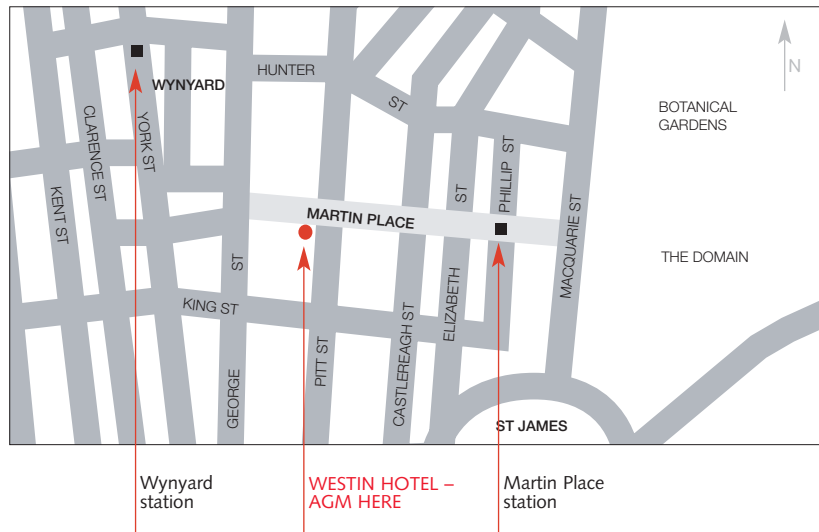 WYNYARD
HUNTER
ST
N
BOTANICAL
GARDENS
CLARENCE ST
YORK ST
KENT ST
ST
PHILLIP ST
MARTIN PLACE
MACQUARIE ST
THE DOMAIN
ST
KING ST
ELIZABETH
PITT ST
CASTLEREAGH ST
GEORGE
ST JAMES
Wynyard
station
WESTIN HOTEL –
AGM HERE
Martin Place
station